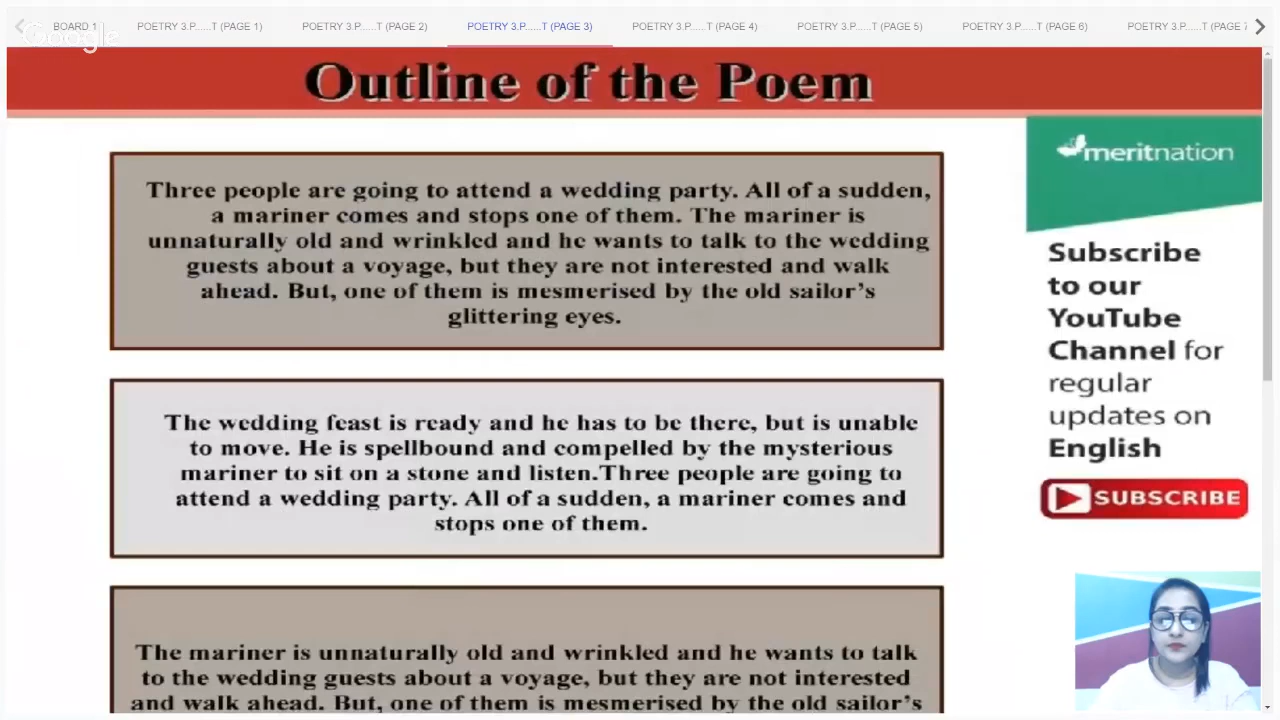 BOARD 1
POETRY 3.P......T (PAGE 1)
POETRY 3.P......T (PAGE 2)
POETRY 3.P......T (PAGE 3)
POETRY 3.P......T (PAGE 4)
POETRY 3.P......T (PAGE 5)
POETRY 3.P......T (PAGE 6)
POETRY 3.P......T (PAGE 7
Google
Outline of the Poem
Three people are going to attend a wedding party. All of a sudden,
a mariner comes and stops one of them. The mariner is
unnaturally old and wrinkled and he wants to talk to the wedding
guests about a voyage, but they are not interested and walk
ahead. But, one of them is mesmerised by the old sailor's
glittering eyes.
The wedding feast is ready and he has to be there, but is unable
to move. He is spellbound and compelled by the mysterious
mariner to sit on a stone and listen.Three people are going to
attend a wedding party. All of a sudden, a mariner comes and
stops one of them.
The mariner is unnaturally old and wrinkled and he wants to talk
to the wedding guests about a voyage, but they are not interested
and walk ahead. But, one of them is mesmerised by the old sailor's
meritnation
Subscribe
to our
YouTube
Channel for
regular
updates on
English
SUBSCRIBE